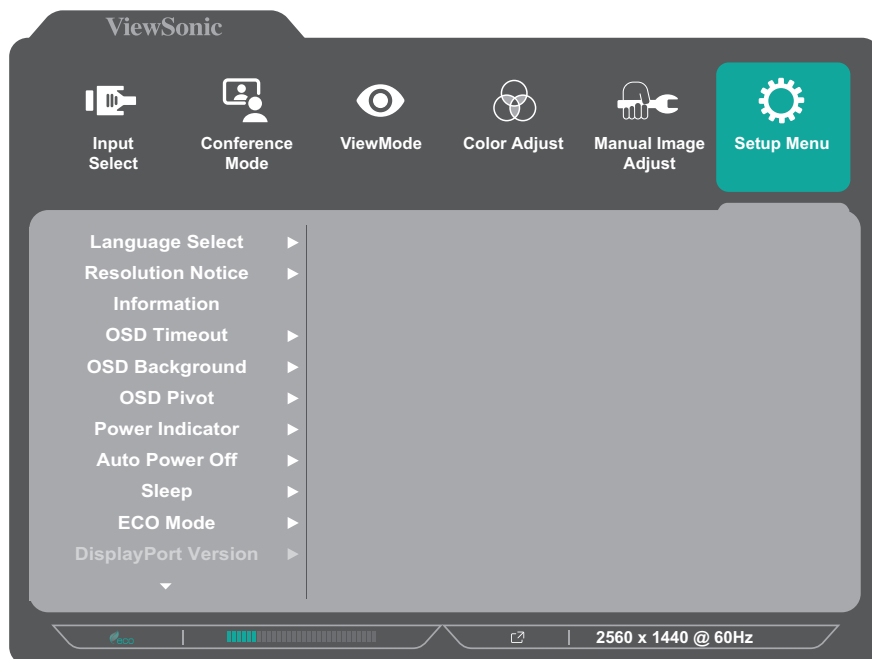 ViewSonic
Input
Select
Conference
Mode
ViewMode
Color Adjust
Manual Image
Adjust
Setup Menu
Language Select
Resolution Notice
Information
OSD Timeout
OSD Background
OSD Pivot
Power Indicator
Auto Power Off
Sleep
ECO Mode
DisplayPort Version
eco
2560 x 1440 @ 60Hz